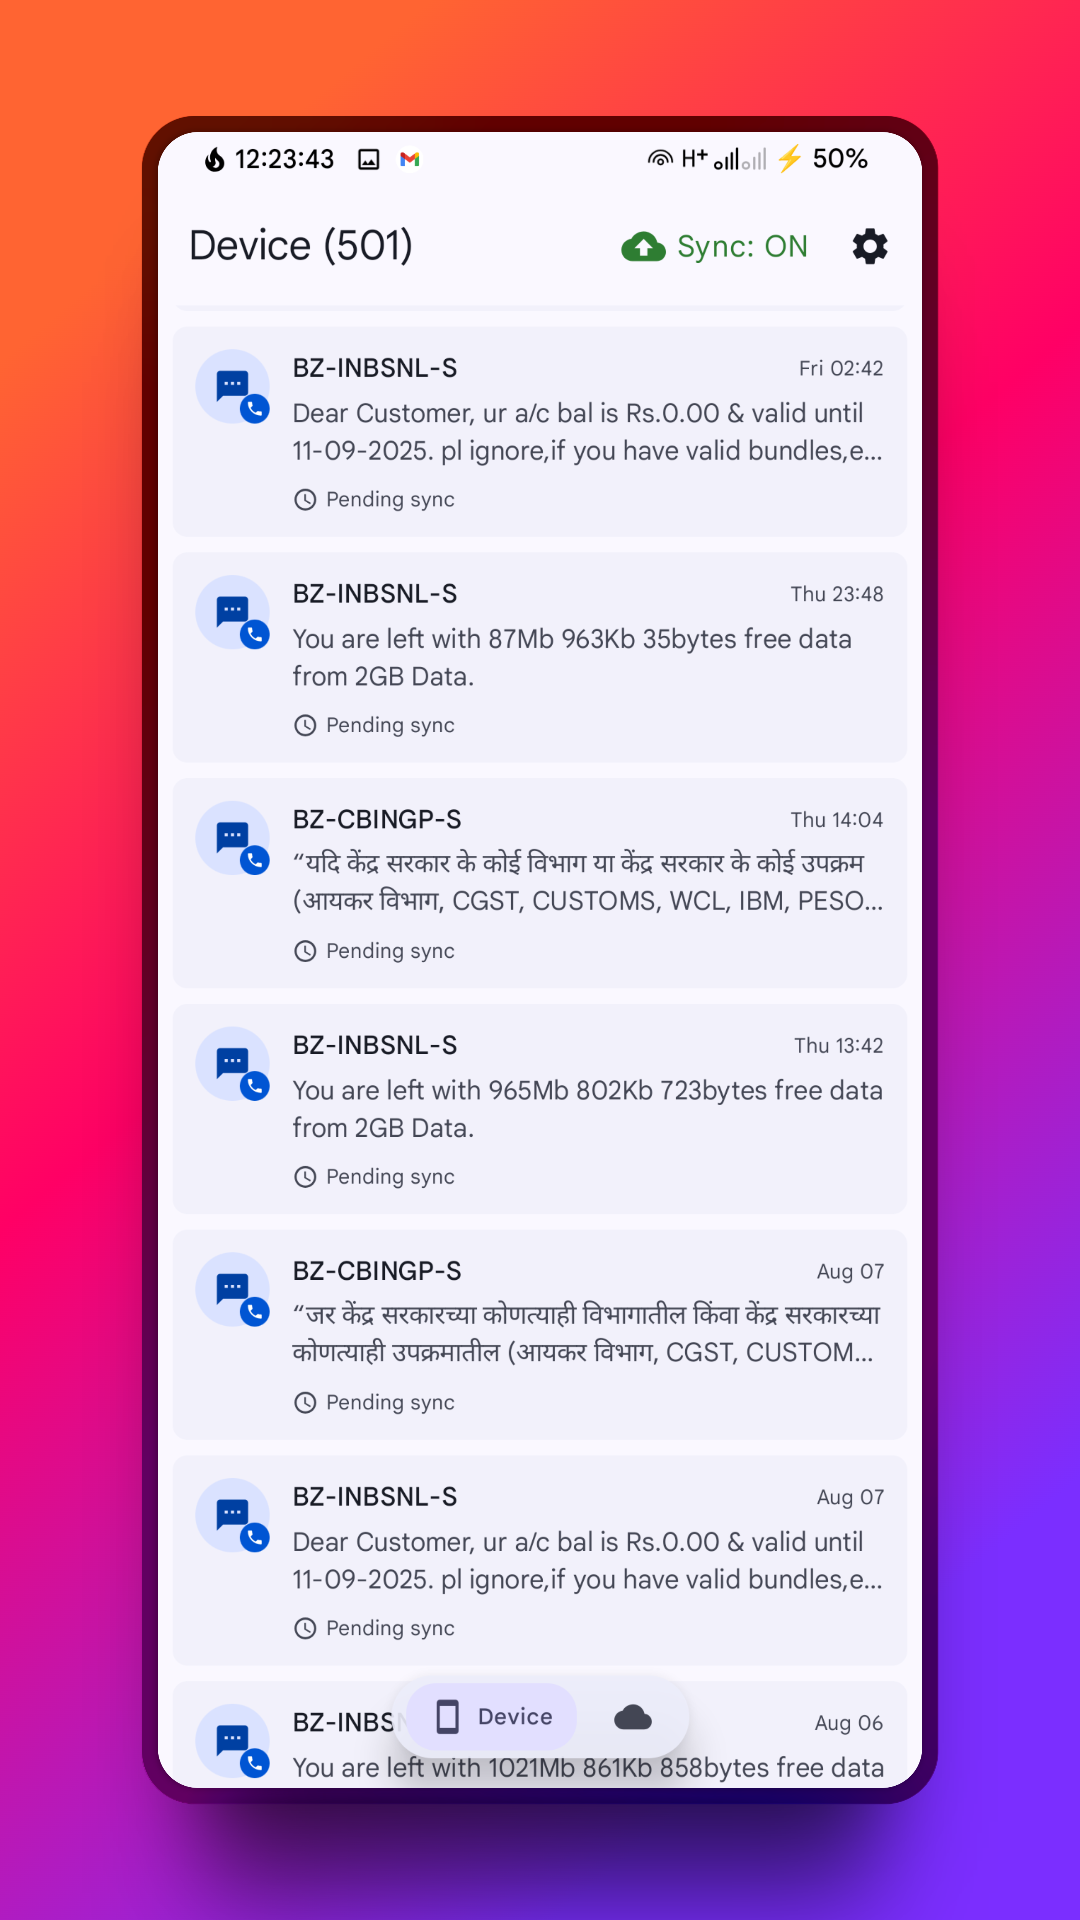 12:23:43
H+ 50%
Device (501)
Sync: ON
BZ-INBSNL-S
Fri 02:42
Dear Customer, ur a/c bal is Rs.0.00 & valid until
11-09-2025. pl ignore,if you have valid bundles,e...
Pending sync
BZ-INBSNL-S
Thu 23:48
You are left with 87Mb 963Kb 35bytes free data
from 2GB Data.
Pending sync
BZ-CBINGP-S
Thu 14:04
“यदि केंद्र सरकार के कोई विभाग या केंद्र सरकार के कोई उपक्रम
(आयकर विभाग, CGST, CUSTOMS, WCL, IBM, PESO...
Pending sync
BZ-INBSNL-S
Thu 13:42
You are left with 965Mb 802Kb 723bytes free data
from 2GB Data.
Pending sync
BZ-CBINGP-S
Aug 07
“जर केंद्र सरकारच्या कोणत्याही विभागातील किंवा केंद्र सरकारच्या
कोणत्याही उपक्रमातील (आयकर विभाग, CGST, CUSTOM...
Pending sync
BZ-INBSNL-S
Aug 07
Dear Customer, ur a/c bal is Rs.0.00 & valid until
11-09-2025. pl ignore,if you have valid bundles,e...
Pending sync
BZ-INBSN
Aug 06
Device
You are left with 1021Mb 861Kb 858bytes free data